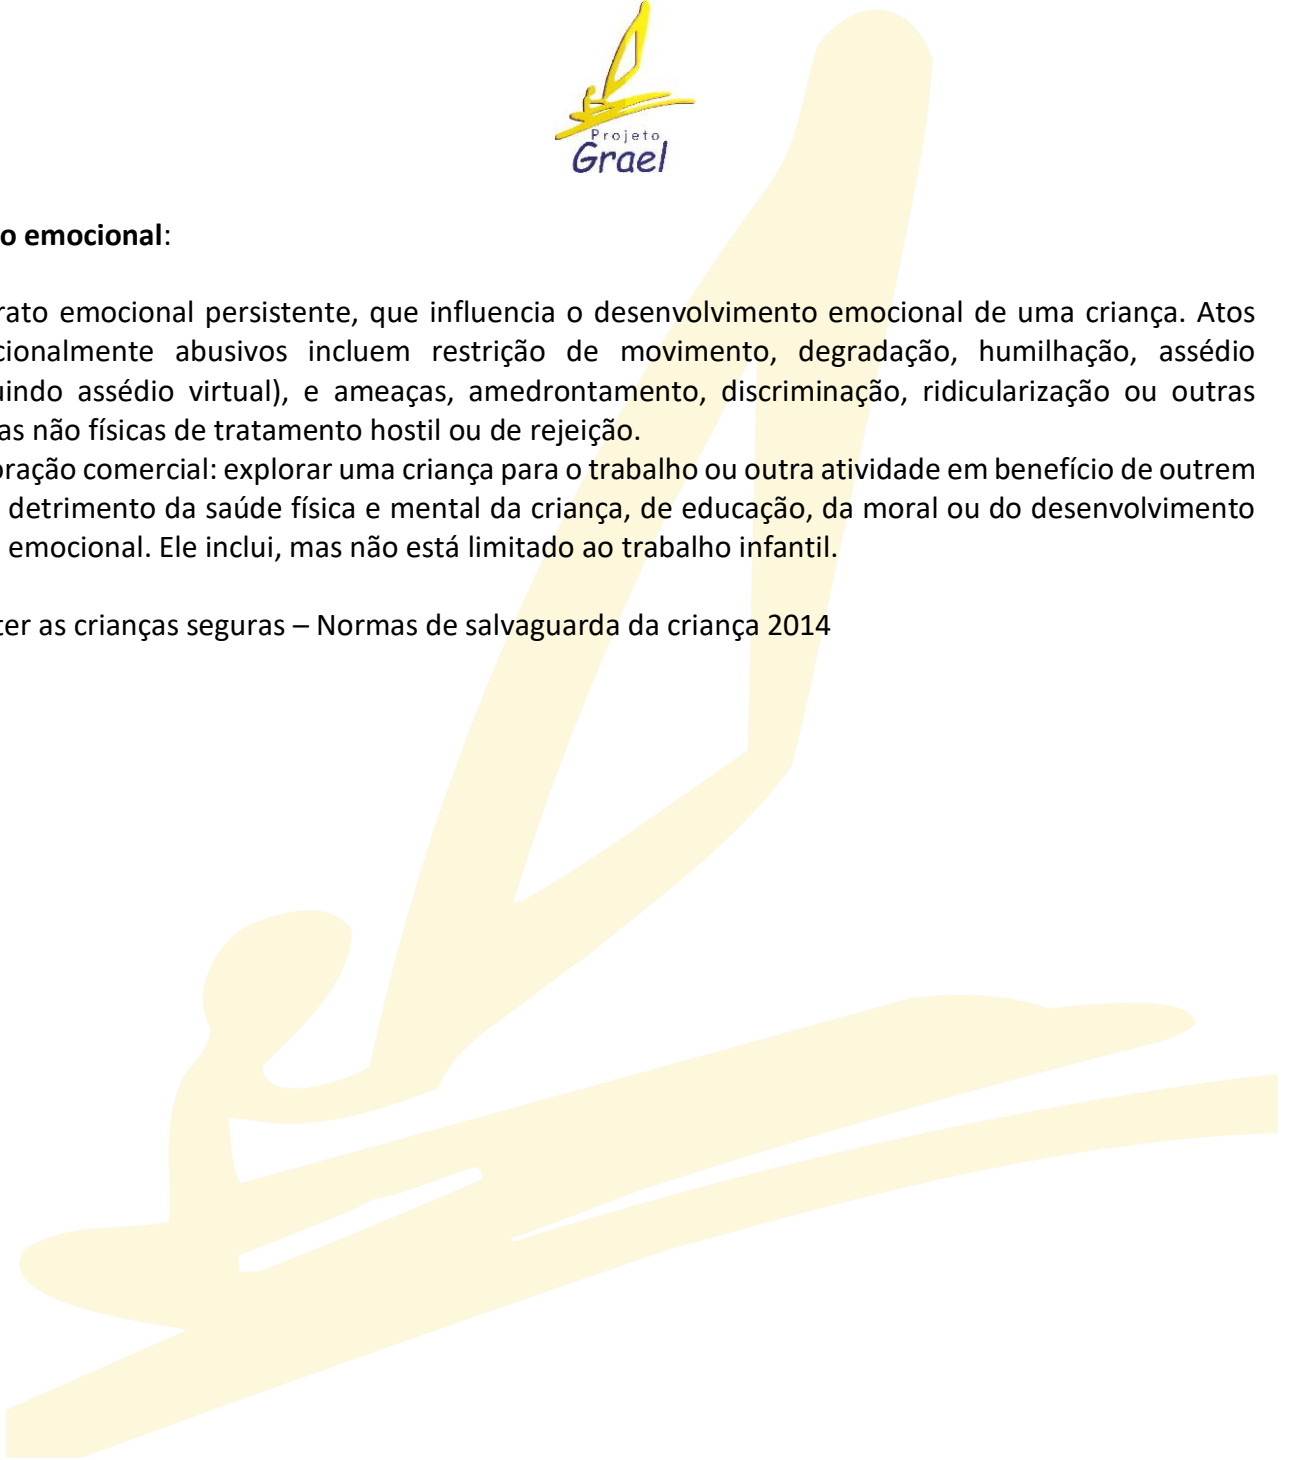 Projeto
Grael
o emocional:
rato emocional persistente, que influencia o desenvolvimento emocional de uma criança. Atos
cionalmente abusivos incluem restrição de movimento, degradação, humilhação, assédio
uindo assédio virtual), e ameaças, amedrontamento, discriminação, ridicularização ou outras
as não físicas de tratamento hostil ou de rejeição.
oração comercial: explorar uma criança para o trabalho ou outra atividade em benefício de outrem
detrimento da saúde física e mental da criança, de educação, da moral ou do desenvolvimento
emocional. Ele inclui, mas não está limitado ao trabalho infantil.
ter as crianças seguras – Normas de salvaguarda da criança 2014